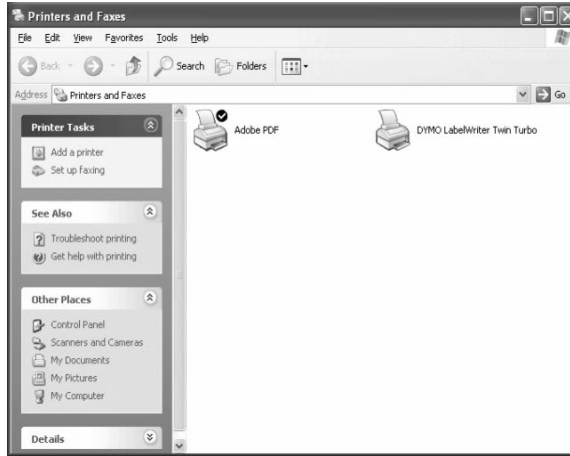 Printers and Faxes
File Edit View Favorites Tools Help
Back Search Folders
Address Printers and Faxes Go
Printer Tasks
Add a printer
Set up faxing
See Also
Troubleshoot printing
Get help with printing
Other Places
Control Panel
Scanners and Cameras
My Documents
My Pictures
My Computer
Details
Adobe PDF
DYMO LabelWriter Twin Turbo